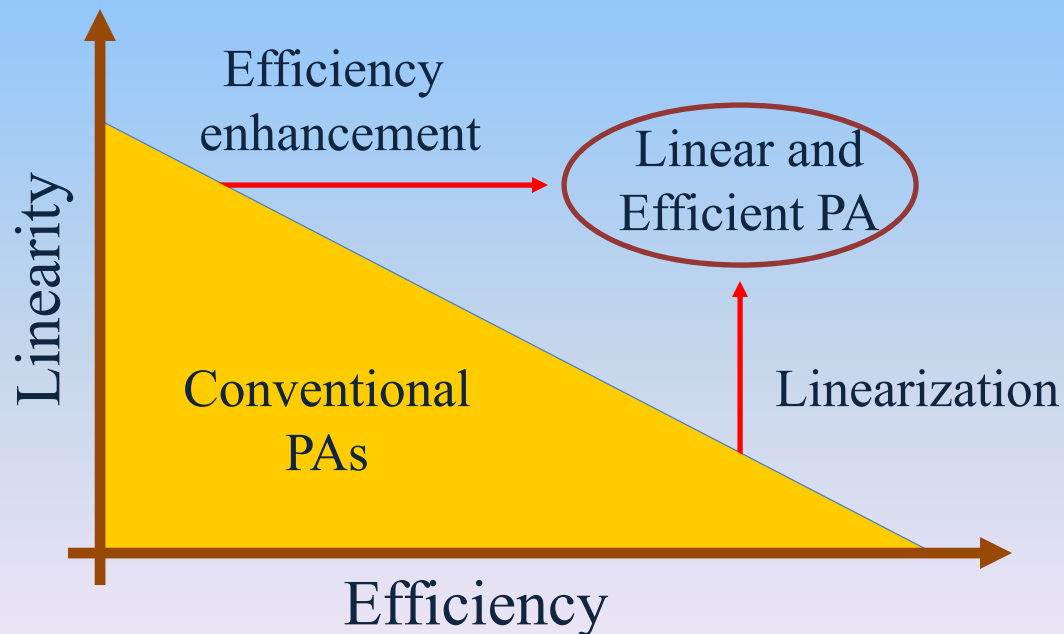 Efficiency
enhancement
Linear and
Efficient PA
Linearity
Conventional
PAs
Linearization
Efficiency